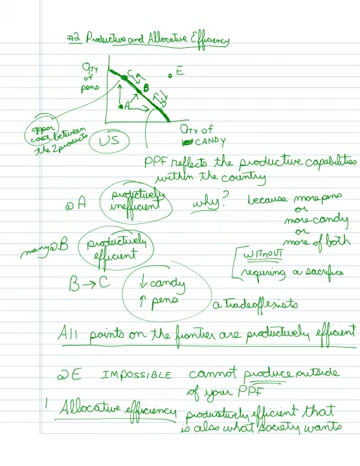 #2 Productive and Allocative Efficiency
QTY of pens
C
B
A
D
E
QTY of CANDY
oppor cost between the 2 products
US
PPF reflects the productive capabilities
within the country
@A productively inefficient why? because more pens
or
more candy
or
more of both
many@B productively efficient
WITHOUT
requiring a sacrifice
B → C ↓ candy
↑ pens
a tradeoff exists
All points on the frontier are productively efficient
@E IMPOSSIBLE cannot produce outside
of your PPF
Allocative efficiency productively efficient that
is also what society wants